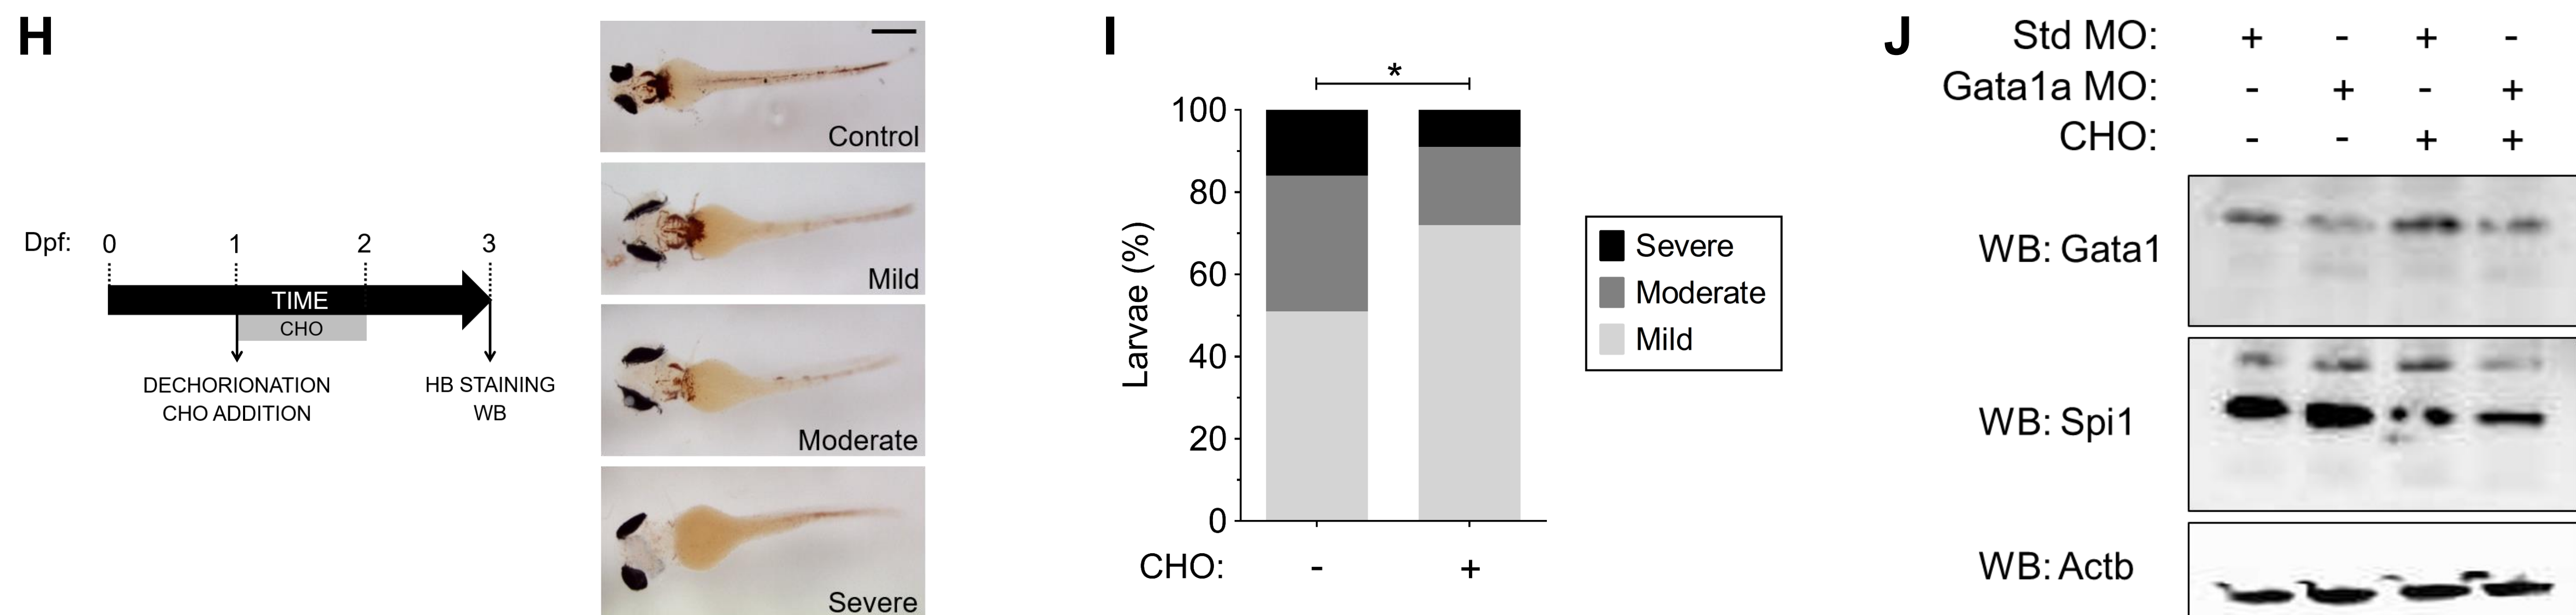 H
Dpf: 0 1 2 3
TIME
CHO
DECHORIONATION
CHO ADDITION
HB STAINING
WB
Control
Mild
Moderate
Severe
I
*
100
80
60
40
20
0
Larvae (%)
CHO: - +
Severe
Moderate
Mild
J
Std MO: + - + -
Gata1a MO: - + - +
CHO: - - + +
WB: Gata1
WB: Spi1
WB: Actb